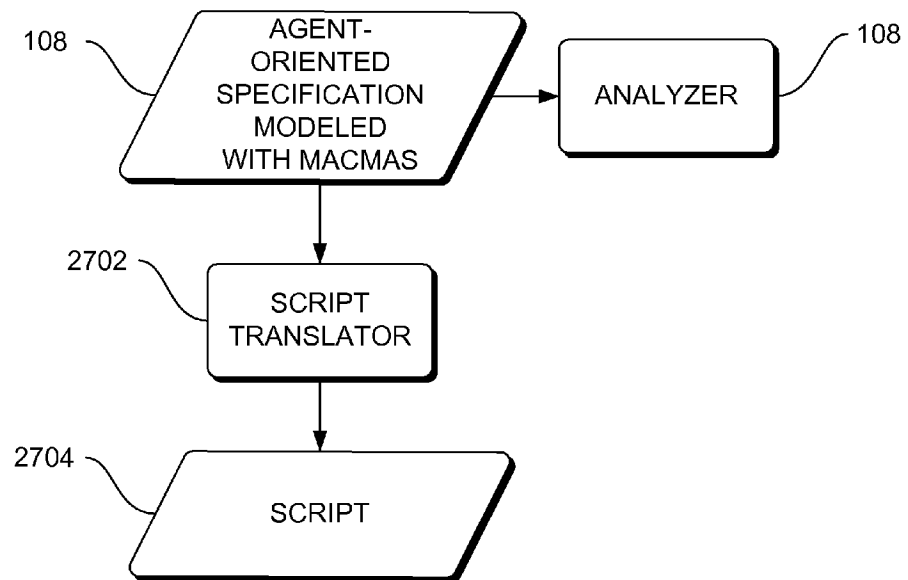 108
AGENT-
ORIENTED
SPECIFICATION
MODELED
WITH MACMAS
ANALYZER
108
2702
SCRIPT
TRANSLATOR
2704
SCRIPT